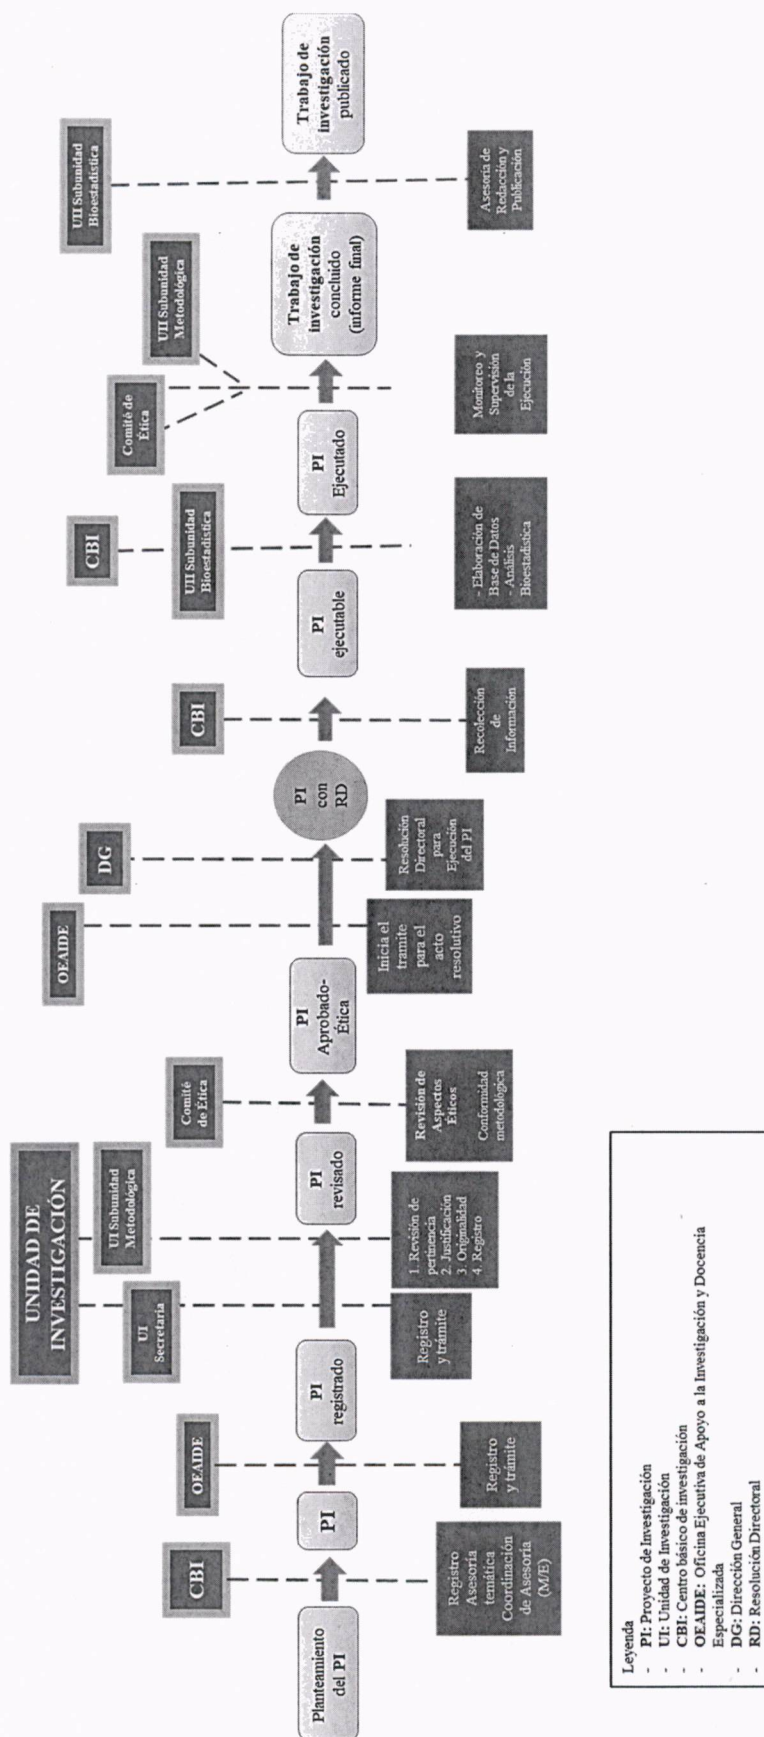 UNIDAD DE
INVESTIGACIÓN
CBI
OEAIDE
UI
Secretaria
UI Subunidad
Metodológica
Comité
de Ética
OEAIDE
DG
CBI
CBI
UII Subunidad
Bioestadística
Comité de
Ética
UII Subunidad
Metodológica
UII Subunidad
Bioestadística
Planteamiento
del PI
PI
PI
registrado
PI
revisado
PI
Aprobado-
Ética
PI
con
RD
PI
ejecutable
PI
Ejecutado
Trabajo de
investigación
concluido
(informe final)
Trabajo de
investigación
publicado
Registro
Asesoría
temática
Coordinación
de Asesoría
(M/E)
Registro
y trámite
Registro
y trámite
1. Revisión de
pertinencia
2. Justificación
3. Originalidad
4. Registro
Revisión de
Aspectos
Éticos
Conformidad
metodológica
Inicia el
tramite
para el
acto
resolutivo
Resolución
Directoral
para
Ejecución
del PI
Recolección
de
Información
- Elaboración de
Base de Datos
- Análisis
Bioestadística
Monitoreo y
Supervisión
de la
Ejecución
Asesoría de
Redacción y
Publicación
Leyenda
- PI: Proyecto de Investigación
- UI: Unidad de Investigación
- CBI: Centro básico de investigación
- OEAIDE: Oficina Ejecutiva de Apoyo a la Investigación y Docencia
Especializada
- DG: Dirección General
- RD: Resolución Directoral